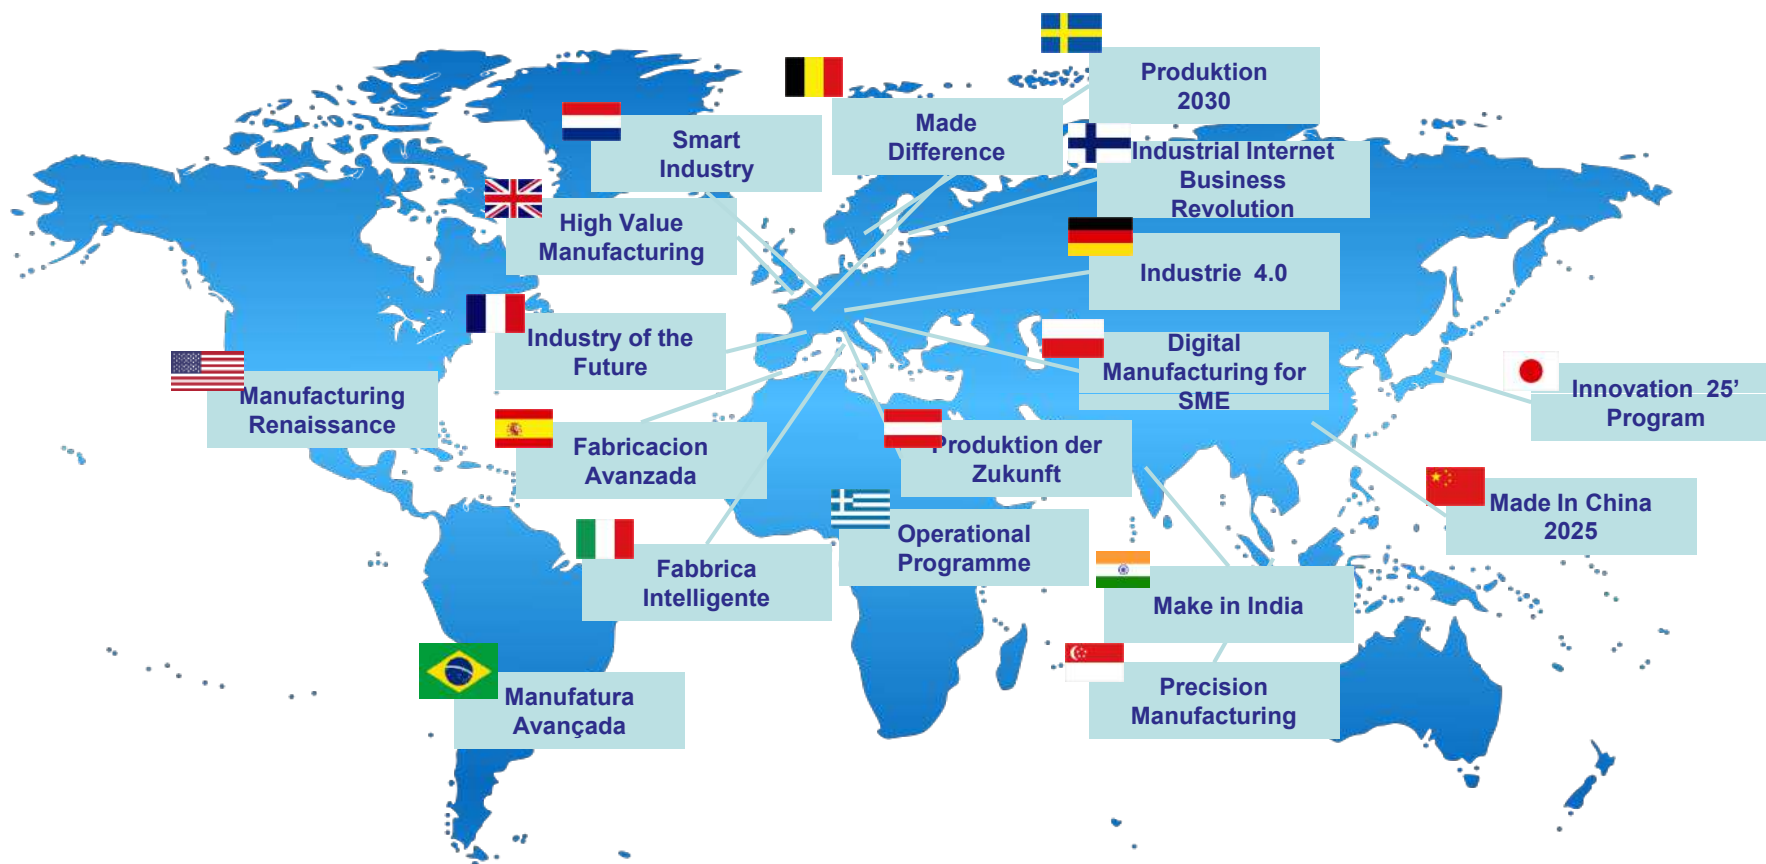 Produktion
2030
Made
Difference
Smart
Industry
Industrial Internet
Business
Revolution
High Value
Manufacturing
Industrie  4.0
Industry of the
Future
Digital
Manufacturing for
SME
Manufacturing
Renaissance
Innovation  25’
Program
Fabricacion
Avanzada
Produktion der
Zukunft
Made In China
2025
Operational
Programme
Fabbrica
Intelligente
Make in India
Manufatura
Avançada
Precision
Manufacturing